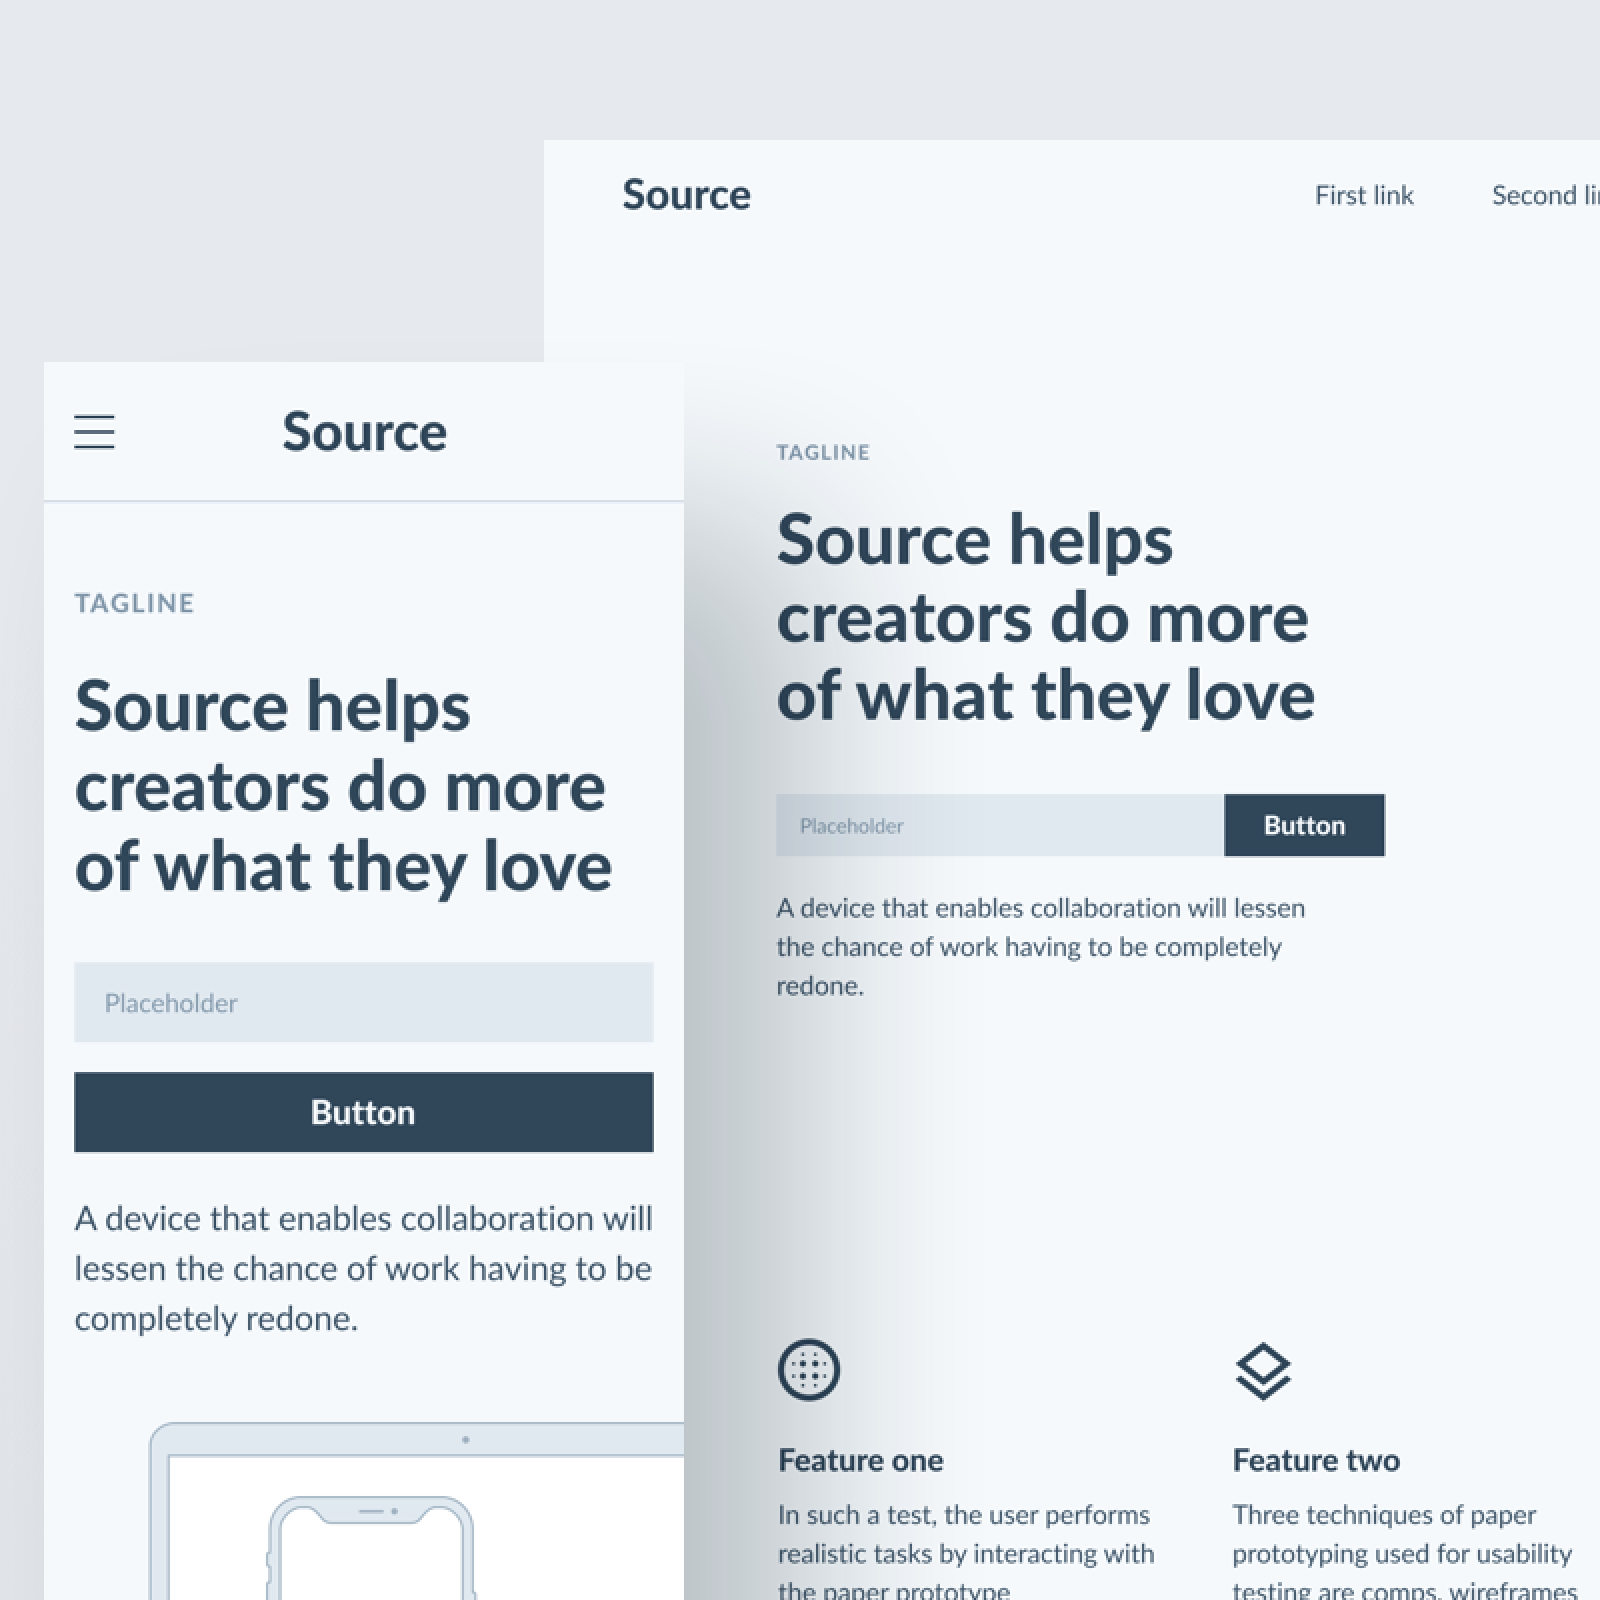 Source
First link
Second li
Source
TAGLINE
Source helps
creators do more
of what they love
Placeholder
Button
A device that enables collaboration will
lessen the chance of work having to be
completely redone.
TAGLINE
Source helps
creators do more
of what they love
Placeholder
Button
A device that enables collaboration will lessen
the chance of work having to be completely
redone.
Feature one
In such a test, the user performs
realistic tasks by interacting with
the paper prototype
Feature two
Three techniques of paper
prototyping used for usability
testing are comps, wireframes